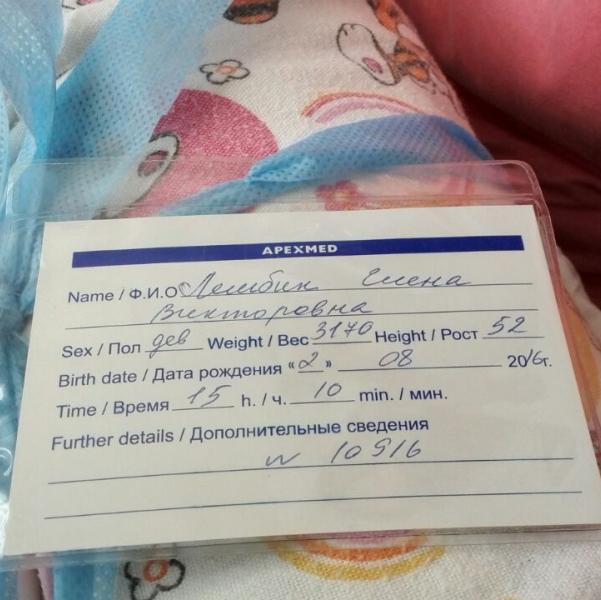 APEXMED
Name / Ф.И.О Лембик Елена
Викторовна
Sex / Пол дев Weight / Вес 3170 Height / Рост 52
Birth date / Дата рождения «2» 08 2016г.
Time / Время 15 h. / ч. 10 min. / мин.
Further details / Дополнительные сведения
N 10916